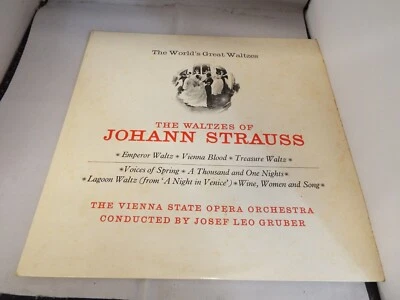 The World's Great Waltzes
THE WALTZES OF
JOHANN STRAUSS
* Emperor Waltz * Vienna Blood * Treasure Waltz *
* Voices of Spring * A Thousand and One Nights *
* Lagoon Waltz (from 'A Night in Venice') * Wine, Women and Song *
THE VIENNA STATE OPERA ORCHESTRA
CONDUCTED BY JOSEF LEO GRUBER